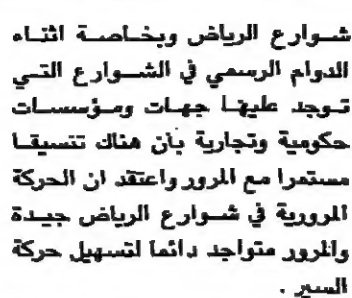 شوارع الرياض وبخاصة اثناء
الدوام الرسمي في الشوارع التي
توجد عليها جهات ومؤسسات
حكومية وتجارية بأن هناك تنسيقا
مستمرا مع المرور واعتقد ان الحركة
المرورية في شوارع الرياض جيدة
والمرور متواجد دائما لتسهيل حركة
السير .